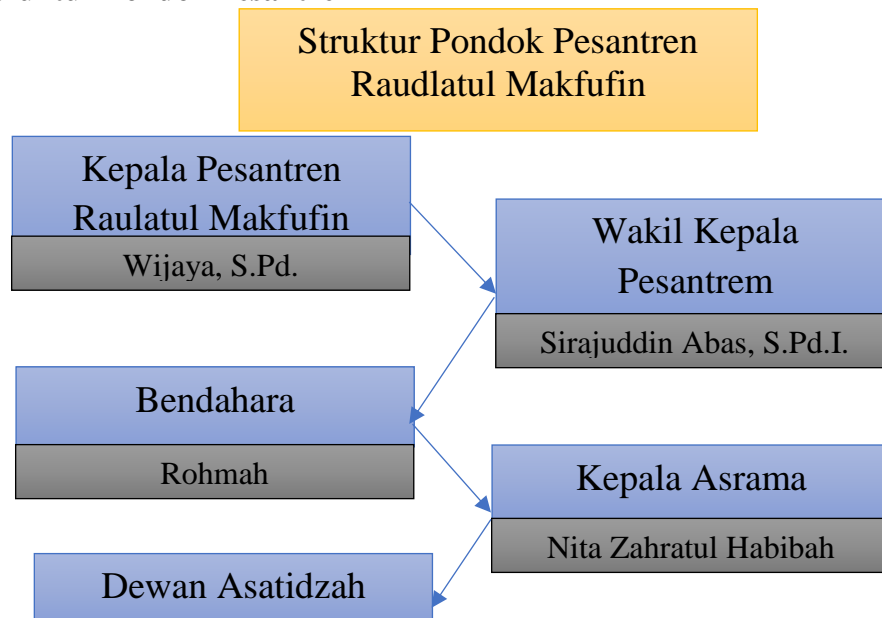 Struktur Pondok Pesantren
Raudlatul Makfufin
Kepala Pesantren
Raulatul Makfufin
Wijaya, S.Pd.
Wakil Kepala
Pesantrem
Sirajuddin Abas, S.Pd.I.
Bendahara
Rohmah
Kepala Asrama
Nita Zahratul Habibah
Dewan Asatidzah